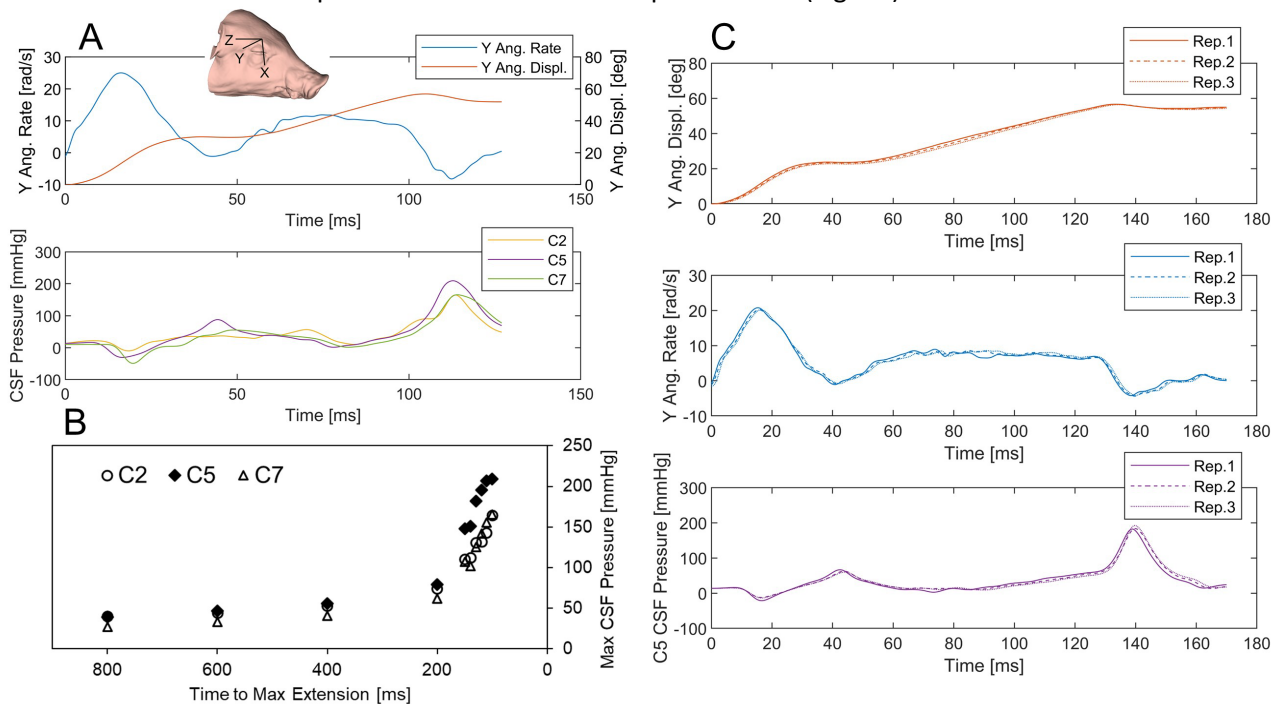 A
Z
Y
X
Y Ang. Rate
Y Ang. Displ.
Y Ang. Rate [rad/s]
30
20
10
0
-10
80
60
40
20
0
Y Ang. Displ. [deg]
0
50
100
150
Time [ms]
C2
C5
C7
CSF Pressure [mmHg]
300
200
100
0
-100
0
50
100
150
Time [ms]
B
C2 C5 C7
250
200
150
100
50
0
Max CSF Pressure [mmHg]
800 600 400 200 0
Time to Max Extension [ms]
C
Rep.1
Rep.2
Rep.3
Y Ang. Displ. [deg]
80
60
40
20
0
0 20 40 60 80 100 120 140 160 180
Time [ms]
Rep.1
Rep.2
Rep.3
Y Ang. Rate [rad/s]
30
20
10
0
-10
0 20 40 60 80 100 120 140 160 180
Time [ms]
Rep.1
Rep.2
Rep.3
C5 CSF Pressure [mmHg]
300
200
100
0
-100
0 20 40 60 80 100 120 140 160 180
Time [ms]